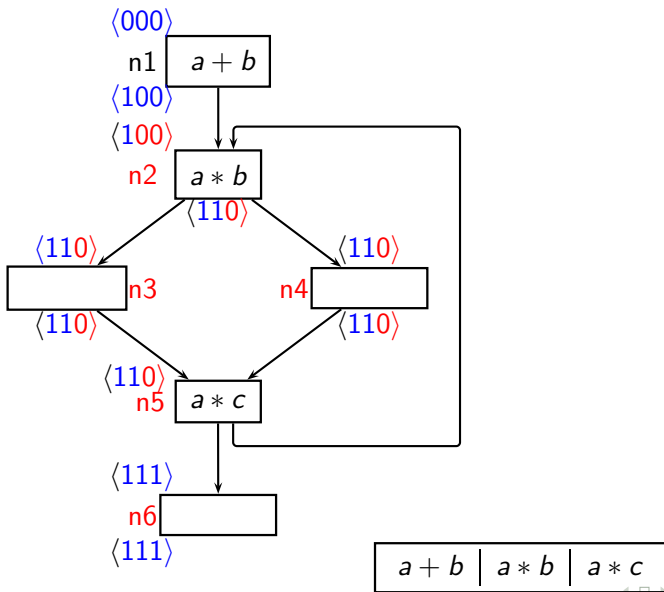 ⟨000⟩
n1 a + b
⟨100⟩
⟨100⟩
n2 a ∗ b
⟨110⟩
⟨110⟩ ⟨110⟩
n3 n4
⟨110⟩ ⟨110⟩
⟨110⟩
n5 a ∗ c
⟨111⟩
n6
⟨111⟩
a + b a ∗ b a ∗ c